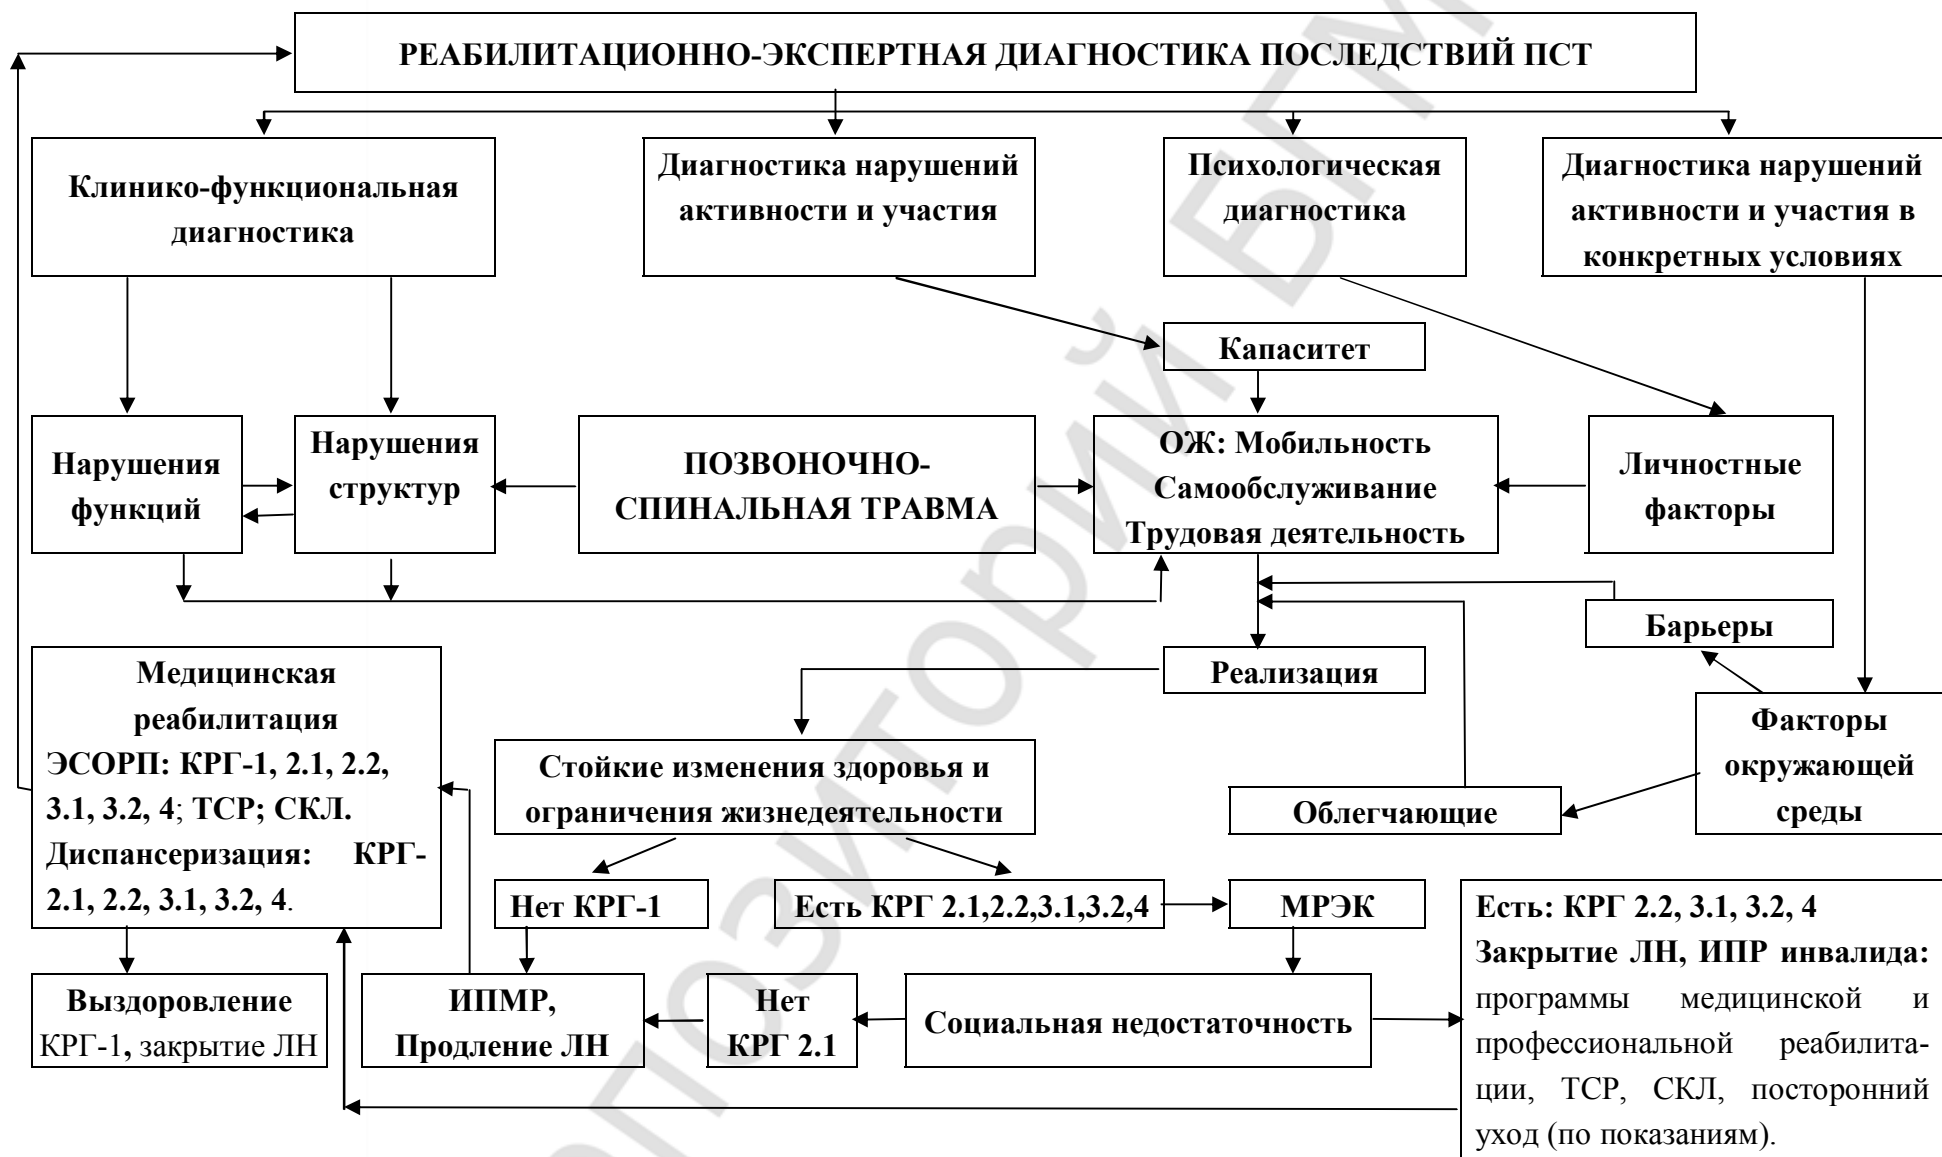 РЕАБИЛИТАЦИОННО-ЭКСПЕРТНАЯ ДИАГНОСТИКА ПОСЛЕДСТВИЙ ПСТ
Клинико-функциональная
диагностика
Диагностика нарушений
активности и участия
Психологическая
диагностика
Диагностика нарушений
активности и участия в
конкретных условиях
Капаситет
Нарушения
функций
Нарушения
структур
ПОЗВОНОЧНО-
СПИНАЛЬНАЯ ТРАВМА
ОЖ: Мобильность
Самообслуживание
Трудовая деятельность
Личностные
факторы
Барьеры
Реализация
Медицинская
реабилитация
ЭСОРП: КРГ-1, 2.1, 2.2,
3.1, 3.2, 4; ТСР; СКЛ.
Диспансеризация: КРГ-
2.1, 2.2, 3.1, 3.2, 4.
Стойкие изменения здоровья и
ограничения жизнедеятельности
Облегчающие
Факторы
окружающей
среды
Нет КРГ-1
Есть КРГ 2.1,2.2,3.1,3.2,4
МРЭК
Есть: КРГ 2.2, 3.1, 3.2, 4
Закрытие ЛН, ИПР инвалида:
программы медицинской и
профессиональной реабилита-
ции, ТСР, СКЛ, посторонний
уход (по показаниям).
Выздоровление
КРГ-1, закрытие ЛН
ИПМР,
Продление ЛН
Нет
КРГ 2.1
Социальная недостаточность
позиторий БГМ